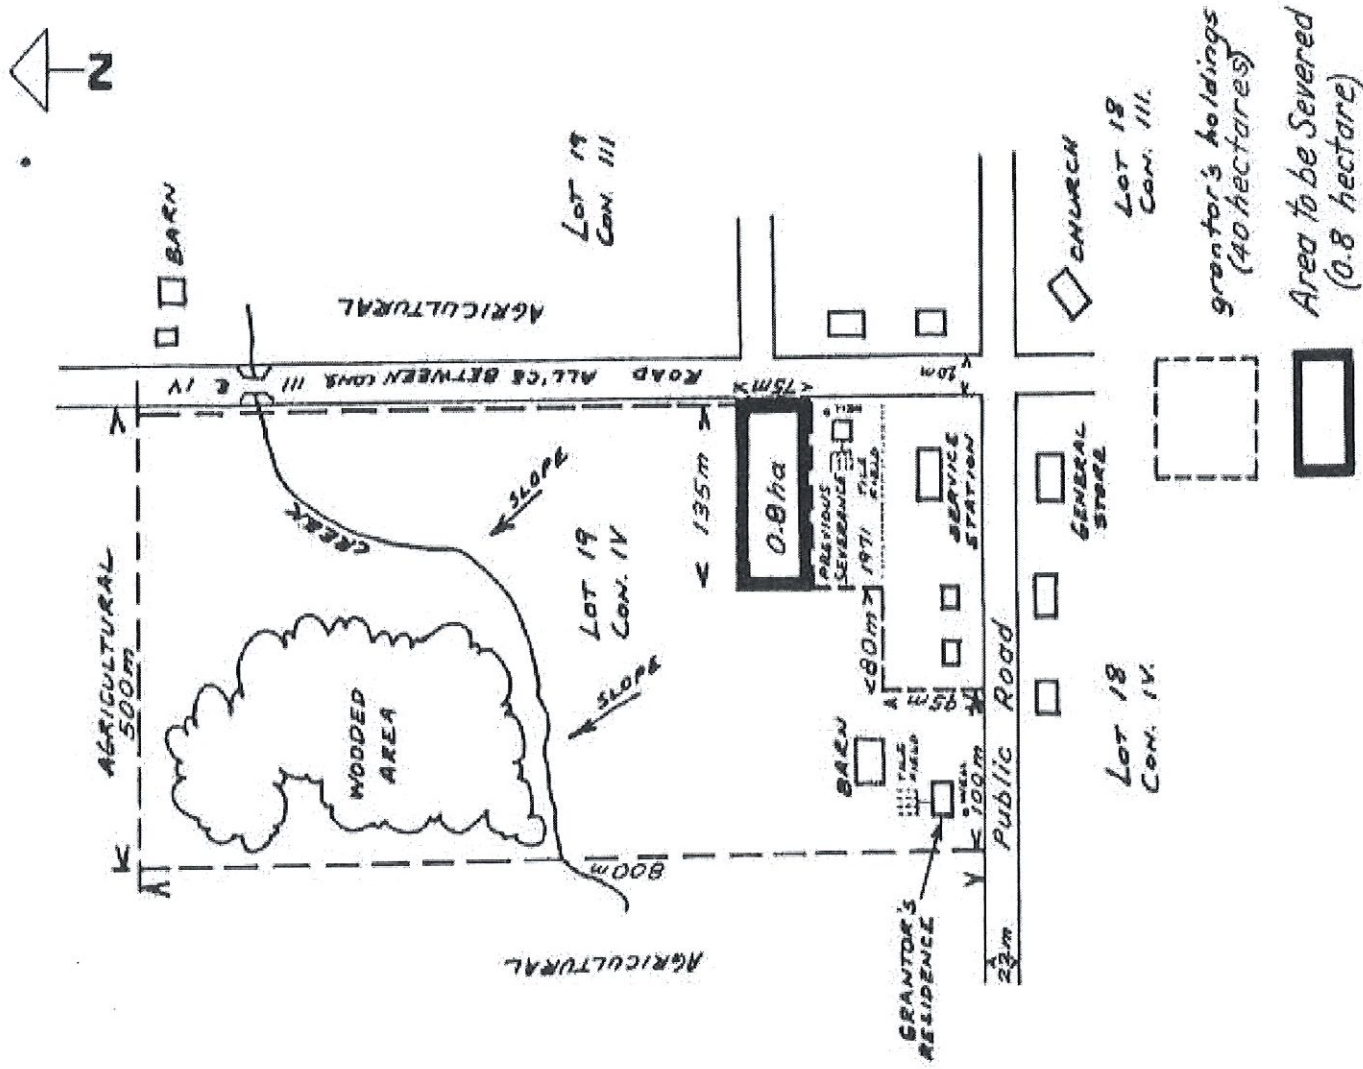 N
BARN
LOT 19
CON. III
AGRICULTURAL
ROAD ALL'CE BETWEEN CONS. III & IV
AGRICULTURAL
500m
CREEK
SLOPE
WOODED
AREA
LOT 19
CON. IV
SLOPE
135m
75m
0.8ha
PREVIOUS
SEVERANCE 1971
WELL
TILE
FIELD
80m
SERVICE
STATION
20m
CHURCH
LOT 18
CON. III.
GENERAL
STORE
95m
BARN
TILE
FIELD
WELL
100m
Public Road
22m
800m
AGRICULTURAL
GRANTOR'S
RESIDENCE
LOT 18
CON. IV.
grantor's holdings
(40 hectares)
Area to be Severed
(0.8 hectare)